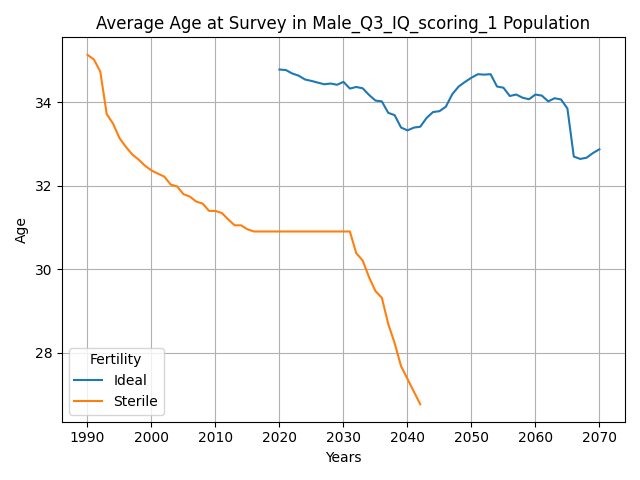 Average Age at Survey in Male_Q3_IQ_scoring_1 Population
Age
34
32
30
28
Fertility
Ideal
Sterile
1990 2000 2010 2020 2030 2040 2050 2060 2070
Years